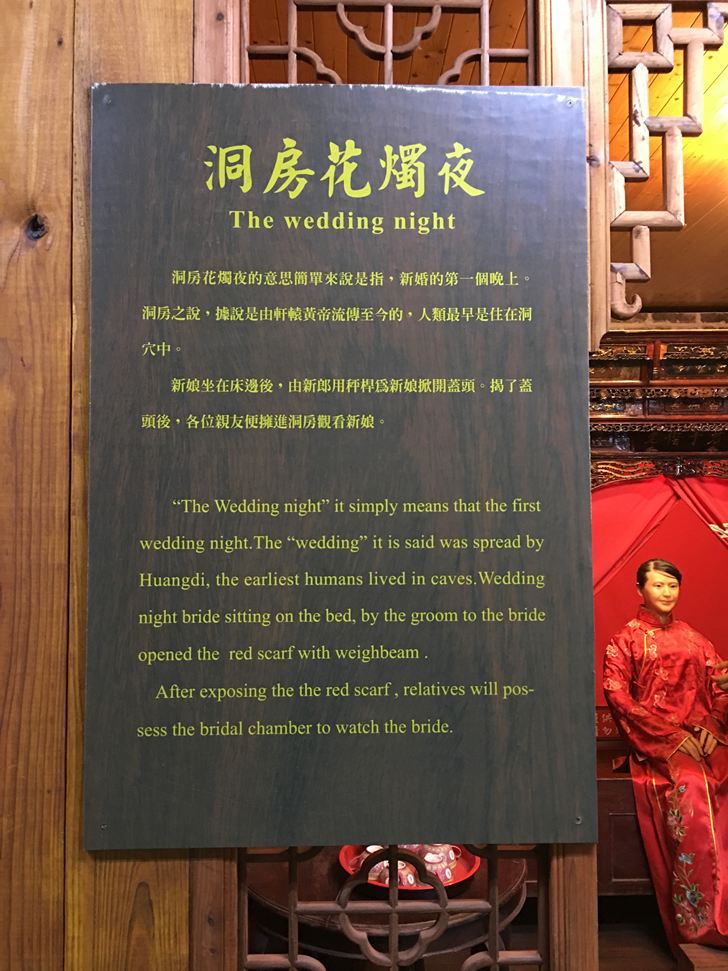 洞房花燭夜
The wedding night
洞房花燭夜的意思簡單來說是指，新婚的第一個晚上。
洞房之說，據說是由軒轅黃帝流傳至今的，人類最早是住在洞
穴中。
新娘坐在床邊後，由新郎用秤桿爲新娘掀開蓋頭。揭了蓋
頭後，各位親友便擁進洞房觀看新娘。
“The Wedding night” it simply means that the first
wedding night.The “wedding” it is said was spread by
Huangdi, the earliest humans lived in caves.Wedding
night bride sitting on the bed, by the groom to the bride
opened the red scarf with weighbeam .
After exposing the the red scarf , relatives will pos-
sess the bridal chamber to watch the bride.